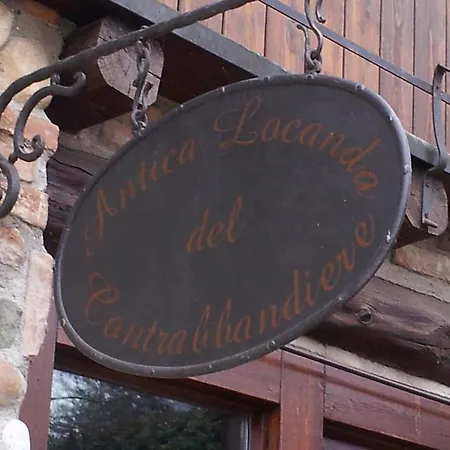 Antica Locanda
del
Contrabbandiere